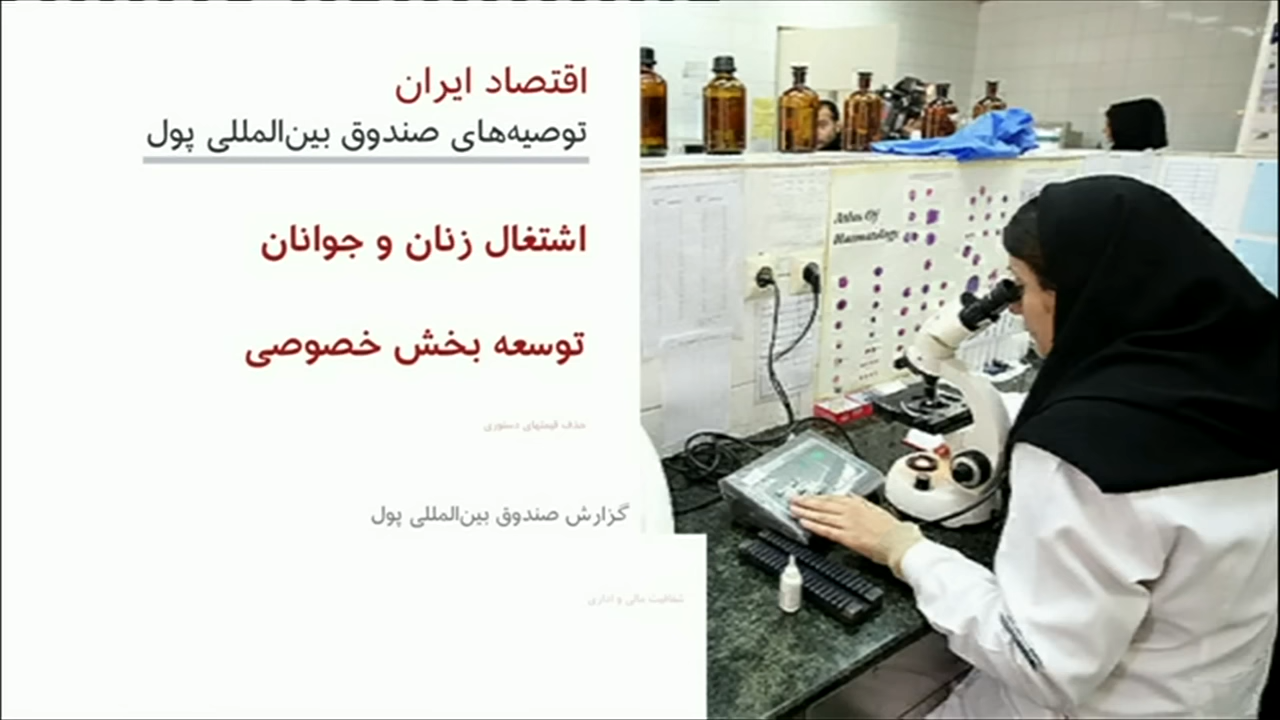 اقتصاد ایران
توصیه‌های صندوق بین‌المللی پول
اشتغال زنان و جوانان
توسعه بخش خصوصی
حذف قیمتهای دستوری
گزارش صندوق بین‌المللی پول
شفافیت مالی و اداری
Atlas Of
Haematology